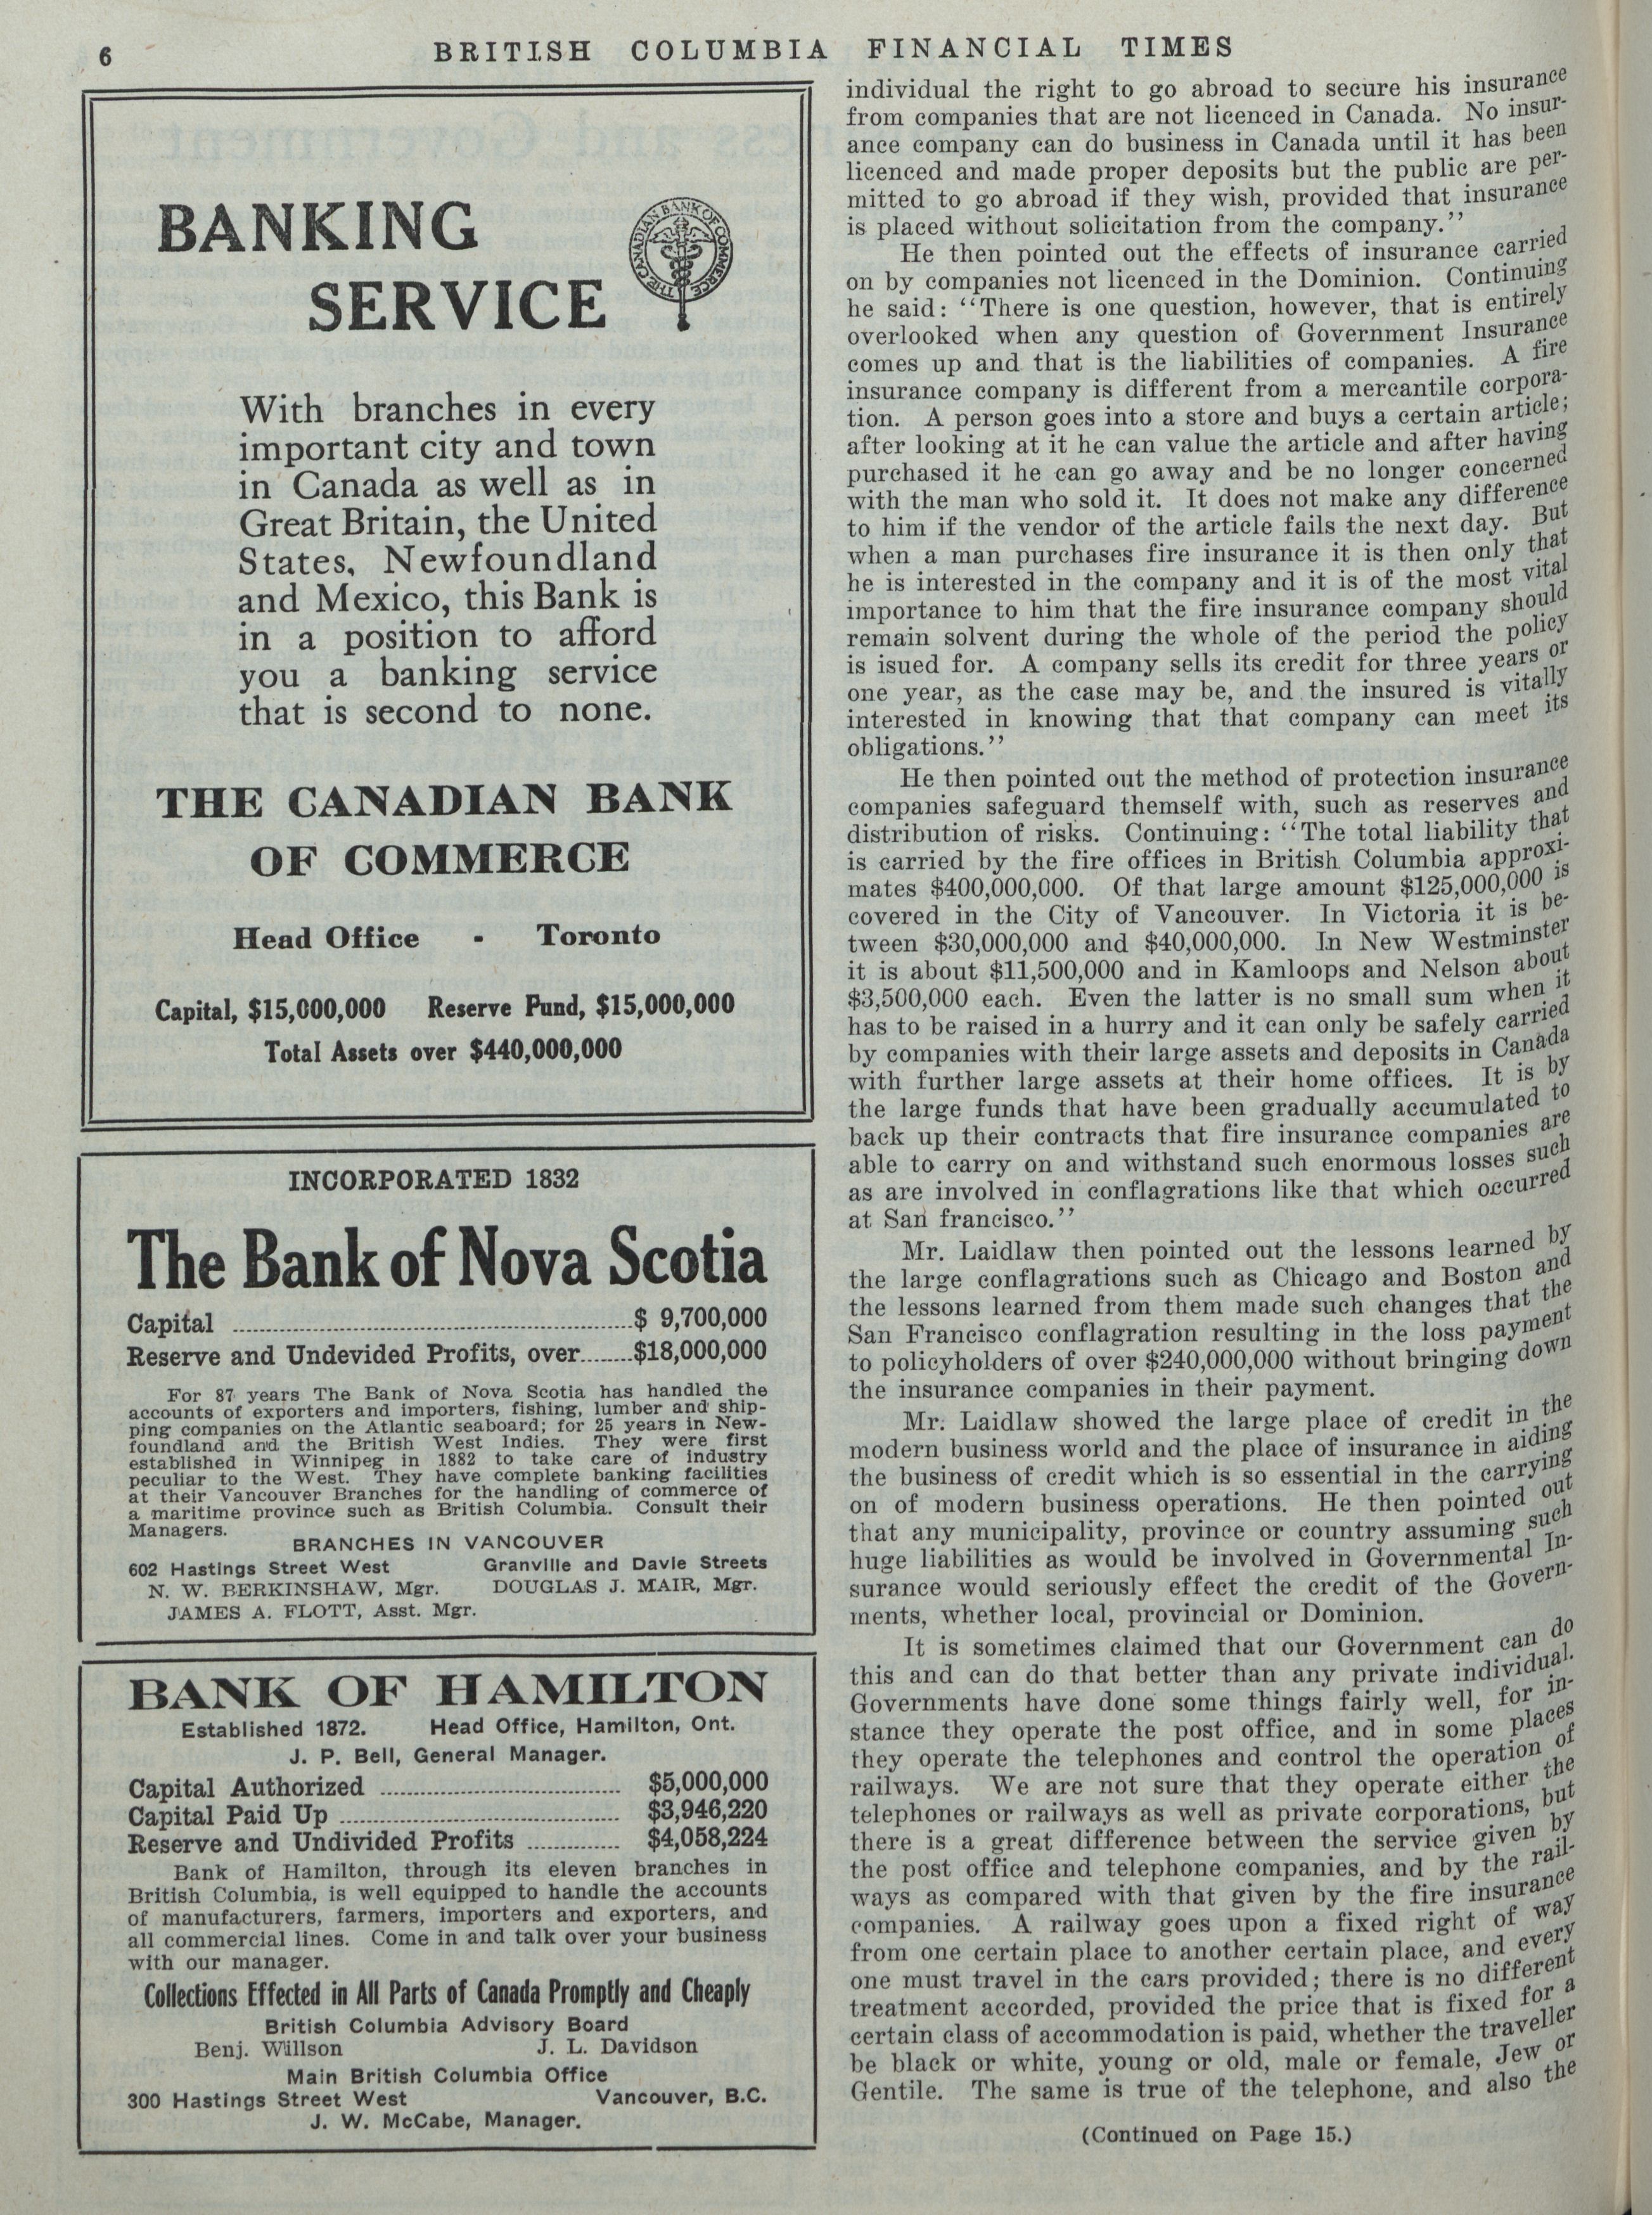 6
BRITISH COLUMBIA FINANCIAL TIMES
BANKING
SERVICE
THE CANADIAN BANK OF COMMERCE
With branches in every
important city and town
in Canada as well as in
Great Britain, the United
States, Newfoundland
and Mexico, this Bank is
in a position to afford
you a banking service
that is second to none.
THE CANADIAN BANK
OF COMMERCE
Head Office - Toronto
Capital, $15,000,000 Reserve Fund, $15,000,000
Total Assets over $440,000,000
INCORPORATED 1832
The Bank of Nova Scotia
Capital ........ $ 9,700,000
Reserve and Undevided Profits, over........$18,000,000
For 87 years The Bank of Nova Scotia has handled the
accounts of exporters and importers, fishing, lumber and ship-
ping companies on the Atlantic seaboard; for 25 years in New-
foundland and the British West Indies. They were first
established in Winnipeg in 1882 to take care of industry
peculiar to the West. They have complete banking facilities
at their Vancouver Branches for the handling of commerce of
a maritime province such as British Columbia. Consult their
Managers.
BRANCHES IN VANCOUVER
602 Hastings Street West Granville and Davie Streets
N. W. BERKINSHAW, Mgr. DOUGLAS J. MAIR, Mgr.
JAMES A. FLOTT, Asst. Mgr.
BANK OF HAMILTON
Established 1872. Head Office, Hamilton, Ont.
J. P. Bell, General Manager.
Capital Authorized ........ $5,000,000
Capital Paid Up ........ $3,946,220
Reserve and Undivided Profits ........ $4,058,224
Bank of Hamilton, through its eleven branches in
British Columbia, is well equipped to handle the accounts
of manufacturers, farmers, importers and exporters, and
all commercial lines. Come in and talk over your business
with our manager.
Collections Effected in All Parts of Canada Promptly and Cheaply
British Columbia Advisory Board
Benj. Willson J. L. Davidson
Main British Columbia Office
300 Hastings Street West Vancouver, B.C.
J. W. McCabe, Manager.
individual the right to go abroad to secure his insurance
from companies that are not licenced in Canada. No insur-
ance company can do business in Canada until it has been
licenced and made proper deposits but the public are per-
mitted to go abroad if they wish, provided that insurance
is placed without solicitation from the company."
He then pointed out the effects of insurance carried
on by companies not licenced in the Dominion. Continuing
he said: "There is one question, however, that is entirely
overlooked when any question of Government Insurance
comes up and that is the liabilities of companies. A fire
insurance company is different from a mercantile corpora-
tion. A person goes into a store and buys a certain article;
after looking at it he can value the article and after having
purchased it he can go away and be no longer concerned
with the man who sold it. It does not make any difference
to him if the vendor of the article fails the next day. But
when a man purchases fire insurance it is then only that
he is interested in the company and it is of the most vital
importance to him that the fire insurance company should
remain solvent during the whole of the period the policy
is isued for. A company sells its credit for three years or
one year, as the case may be, and the insured is vitally
interested in knowing that that company can meet its
obligations."
He then pointed out the method of protection insurance
companies safeguard themself with, such as reserves and
distribution of risks. Continuing: "The total liability that
is carried by the fire offices in British Columbia approxi-
mates $400,000,000. Of that large amount $125,000,000 is
covered in the City of Vancouver. In Victoria it is be-
tween $30,000,000 and $40,000,000. In New Westminster
it is about $11,500,000 and in Kamloops and Nelson about
$3,500,000 each. Even the latter is no small sum when it
has to be raised in a hurry and it can only be safely carried
by companies with their large assets and deposits in Canada
with further large assets at their home offices. It is by
the large funds that have been gradually accumulated to
back up their contracts that fire insurance companies are
able to carry on and withstand such enormous losses such
as are involved in conflagrations like that which occurred
at San francisco."
Mr. Laidlaw then pointed out the lessons learned by
the large conflagrations such as Chicago and Boston and
the lessons learned from them made such changes that the
San Francisco conflagration resulting in the loss payment
to policyholders of over $240,000,000 without bringing down
the insurance companies in their payment.
Mr. Laidlaw showed the large place of credit in the
modern business world and the place of insurance in aiding
the business of credit which is so essential in the carrying
on of modern business operations. He then pointed out
that any municipality, province or country assuming such
huge liabilities as would be involved in Governmental In-
surance would seriously effect the credit of the Govern-
ments, whether local, provincial or Dominion.
It is sometimes claimed that our Government can do
this and can do that better than any private individual.
Governments have done some things fairly well, for in-
stance they operate the post office, and in some places
they operate the telephones and control the operation of
railways. We are not sure that they operate either the
telephones or railways as well as private corporations, but
there is a great difference between the service given by
the post office and telephone companies, and by the rail-
ways as compared with that given by the fire insurance
companies. A railway goes upon a fixed right of way
from one certain place to another certain place, and every
one must travel in the cars provided; there is no different
treatment accorded, provided the price that is fixed for a
certain class of accommodation is paid, whether the traveller
be black or white, young or old, male or female, Jew or
Gentile. The same is true of the telephone, and also the
(Continued on Page 15.)